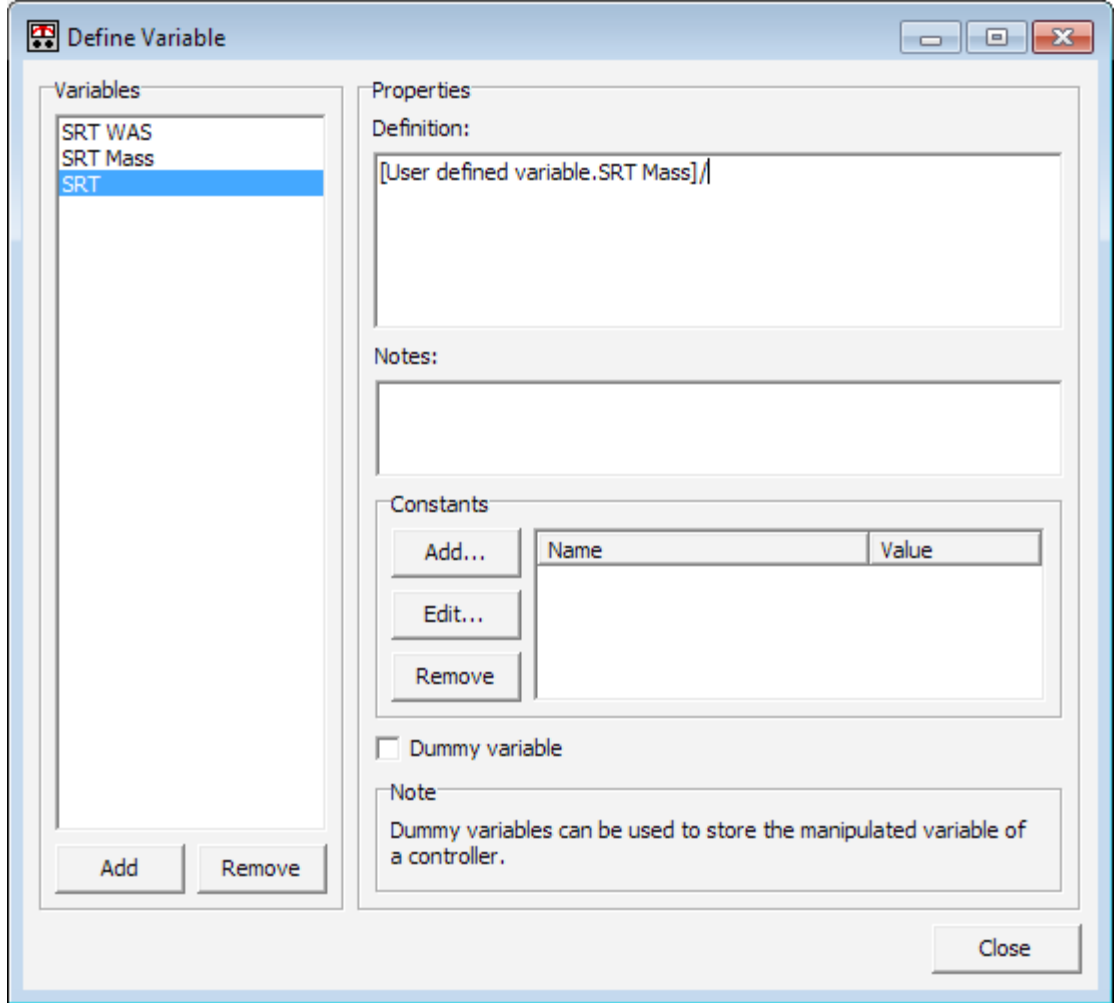 Define Variable
Variables
SRT WAS
SRT Mass
SRT
Add
Remove
Properties
Definition:
[User defined variable.SRT Mass]/
Notes:
Constants
Add...
Edit...
Remove
Name
Value
Dummy variable
Note
Dummy variables can be used to store the manipulated variable of
a controller.
Close